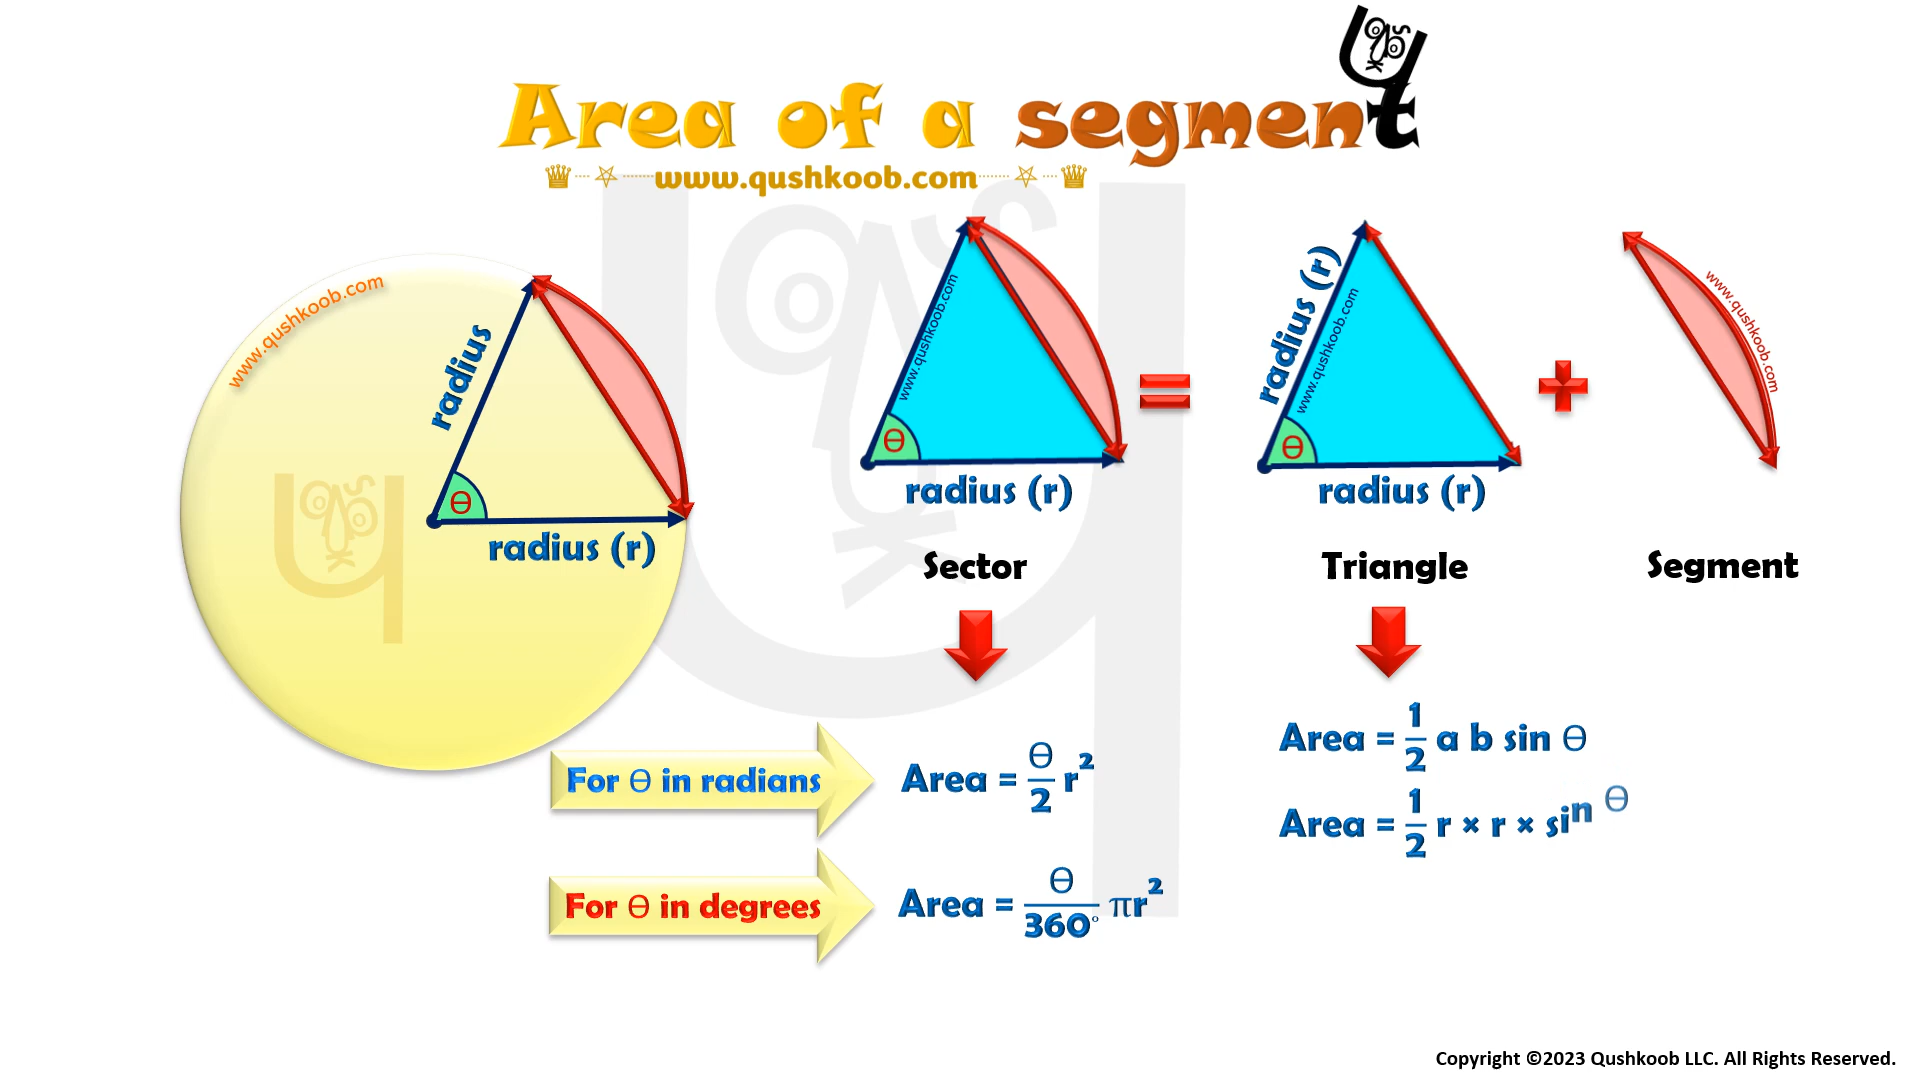 Area of a segment
www.qushkoob.com
www.qushkoob.com
radius
Θ
radius (r)
www.qushkoob.com
Θ
radius (r)
=
radius (r)
www.qushkoob.com
Θ
radius (r)
+
www.qushkoob.com
Sector
Triangle
Segment
For Θ in radians
Area = Θ/2 r²
For Θ in degrees
Area = Θ/360° πr²
Area = 1/2 a b sin Θ
Area = 1/2 r × r × sin Θ
Copyright ©2023 Qushkoob LLC. All Rights Reserved.